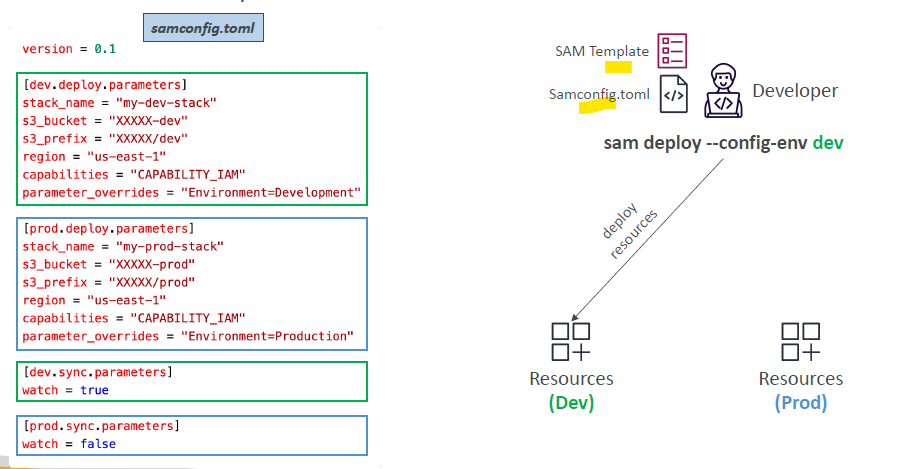 samconfig.toml
version = 0.1
[dev.deploy.parameters]
stack_name = "my-dev-stack"
s3_bucket = "XXXXX-dev"
s3_prefix = "XXXXX/dev"
region = "us-east-1"
capabilities = "CAPABILITY_IAM"
parameter_overrides = "Environment=Development"
[prod.deploy.parameters]
stack_name = "my-prod-stack"
s3_bucket = "XXXXX-prod"
s3_prefix = "XXXXX/prod"
region = "us-east-1"
capabilities = "CAPABILITY_IAM"
parameter_overrides = "Environment=Production"
[dev.sync.parameters]
watch = true
[prod.sync.parameters]
watch = false
SAM Template
Samconfig.toml
Developer
sam deploy --config-env dev
deploy
resources
Resources
(Dev)
Resources
(Prod)